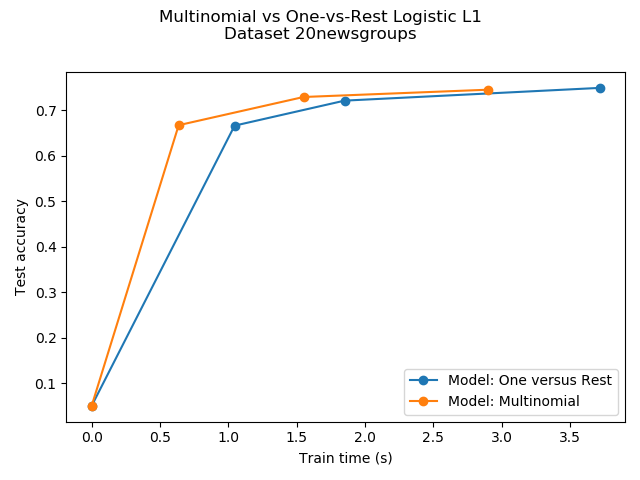 Multinomial vs One-vs-Rest Logistic L1
Dataset 20newsgroups
0.7
0.6
0.5
0.4
0.3
0.2
0.1
Test accuracy
Model: One versus Rest
Model: Multinomial
0.0 0.5 1.0 1.5 2.0 2.5 3.0 3.5
Train time (s)